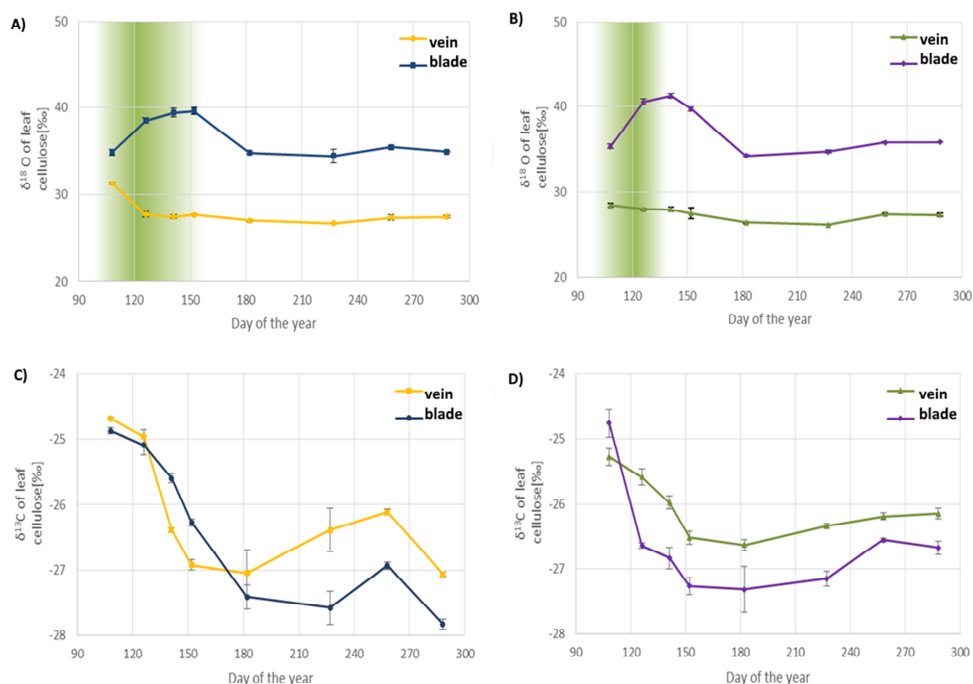 A)
50
40
30
20
δ18 O of leaf
cellulose[‰]
vein
blade
90 120 150 180 210 240 270 300
Day of the year
B)
50
40
30
20
δ18 O of leaf
cellulose[‰]
vein
blade
90 120 150 180 210 240 270 300
Day of the year
C)
-24
-25
-26
-27
-28
δ13C of leaf
cellulose[‰]
vein
blade
90 120 150 180 210 240 270 300
Day of the year
D)
-24
-25
-26
-27
-28
δ13C of leaf
cellulose[‰]
vein
blade
90 120 150 180 210 240 270 300
Day of the year